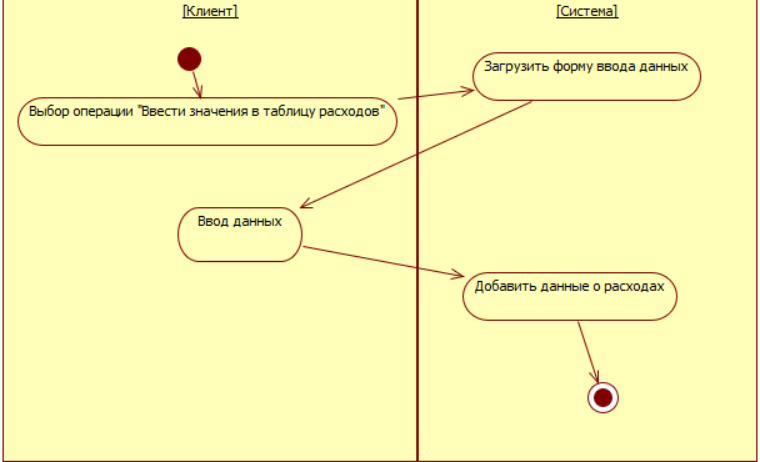 [Клиент]
[Система]
Загрузить форму ввода данных
Выбор операции "Ввести значения в таблицу расходов"
Ввод данных
Добавить данные о расходах